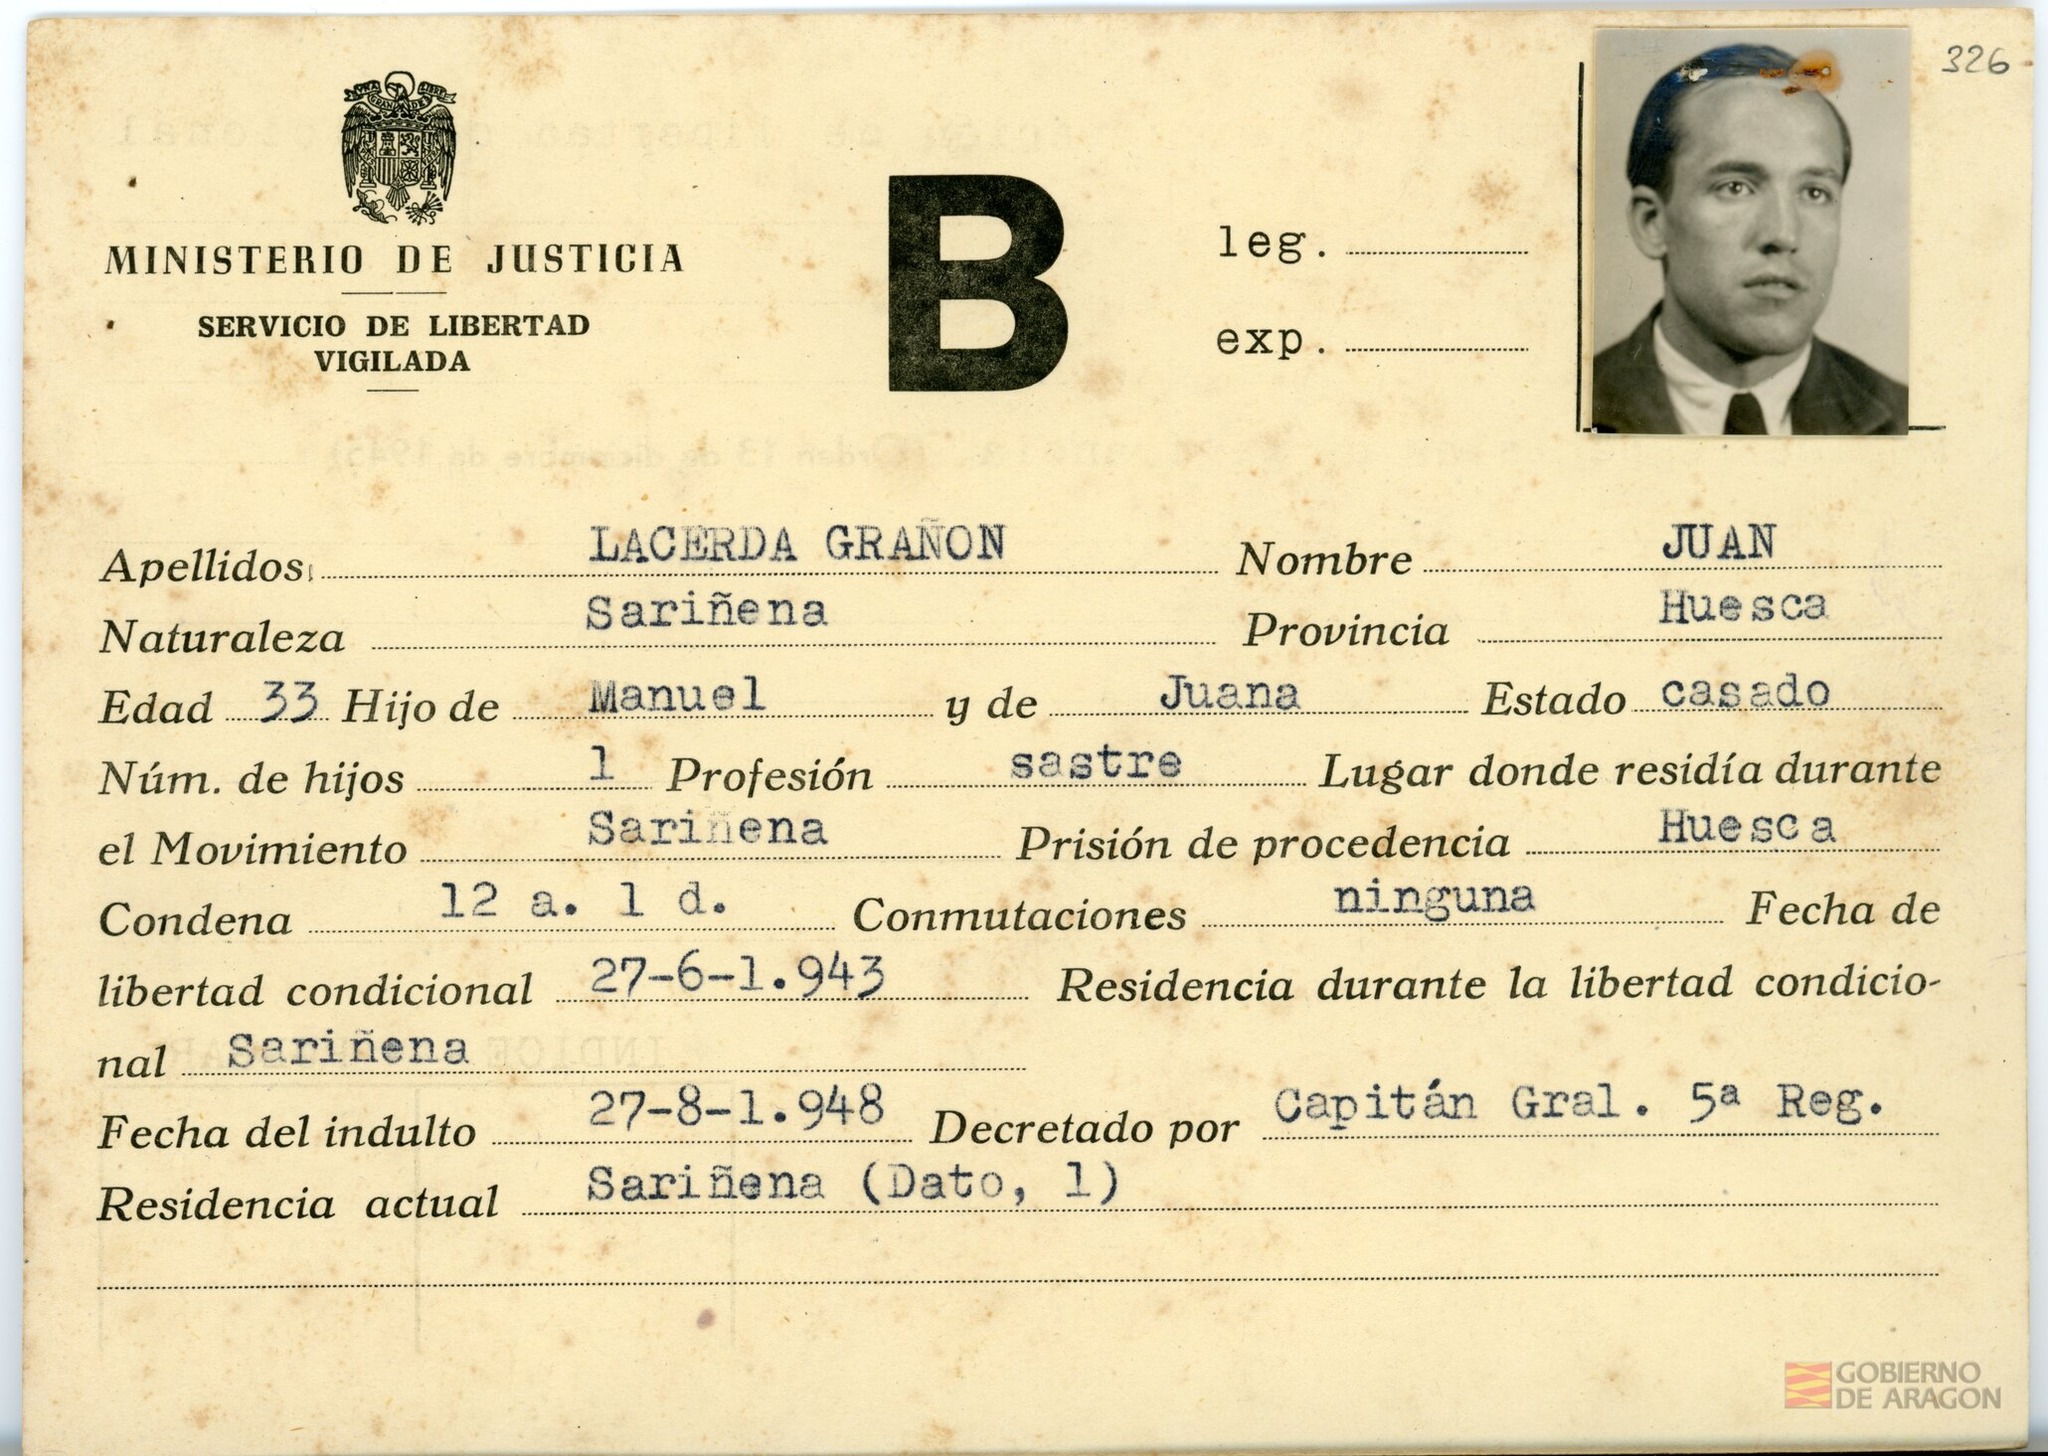 326
UNA GRANDE LIBRE
MINISTERIO DE JUSTICIA
SERVICIO DE LIBERTAD
VIGILADA
B
leg.
exp.
Apellidos LACERDA GRAÑON Nombre JUAN
Naturaleza Sariñena Provincia Huesca
Edad 33 Hijo de Manuel y de Juana Estado casado
Núm. de hijos 1 Profesión sastre Lugar donde residía durante
el Movimiento Sariñena Prisión de procedencia Huesca
Condena 12 a. 1 d. Conmutaciones ninguna Fecha de
libertad condicional 27-6-1.943 Residencia durante la libertad condicio-
nal Sariñena
Fecha del indulto 27-8-1.948 Decretado por Capitán Gral. 5ª Reg.
Residencia actual Sariñena (Dato, 1)
GOBIERNO
DE ARAGON